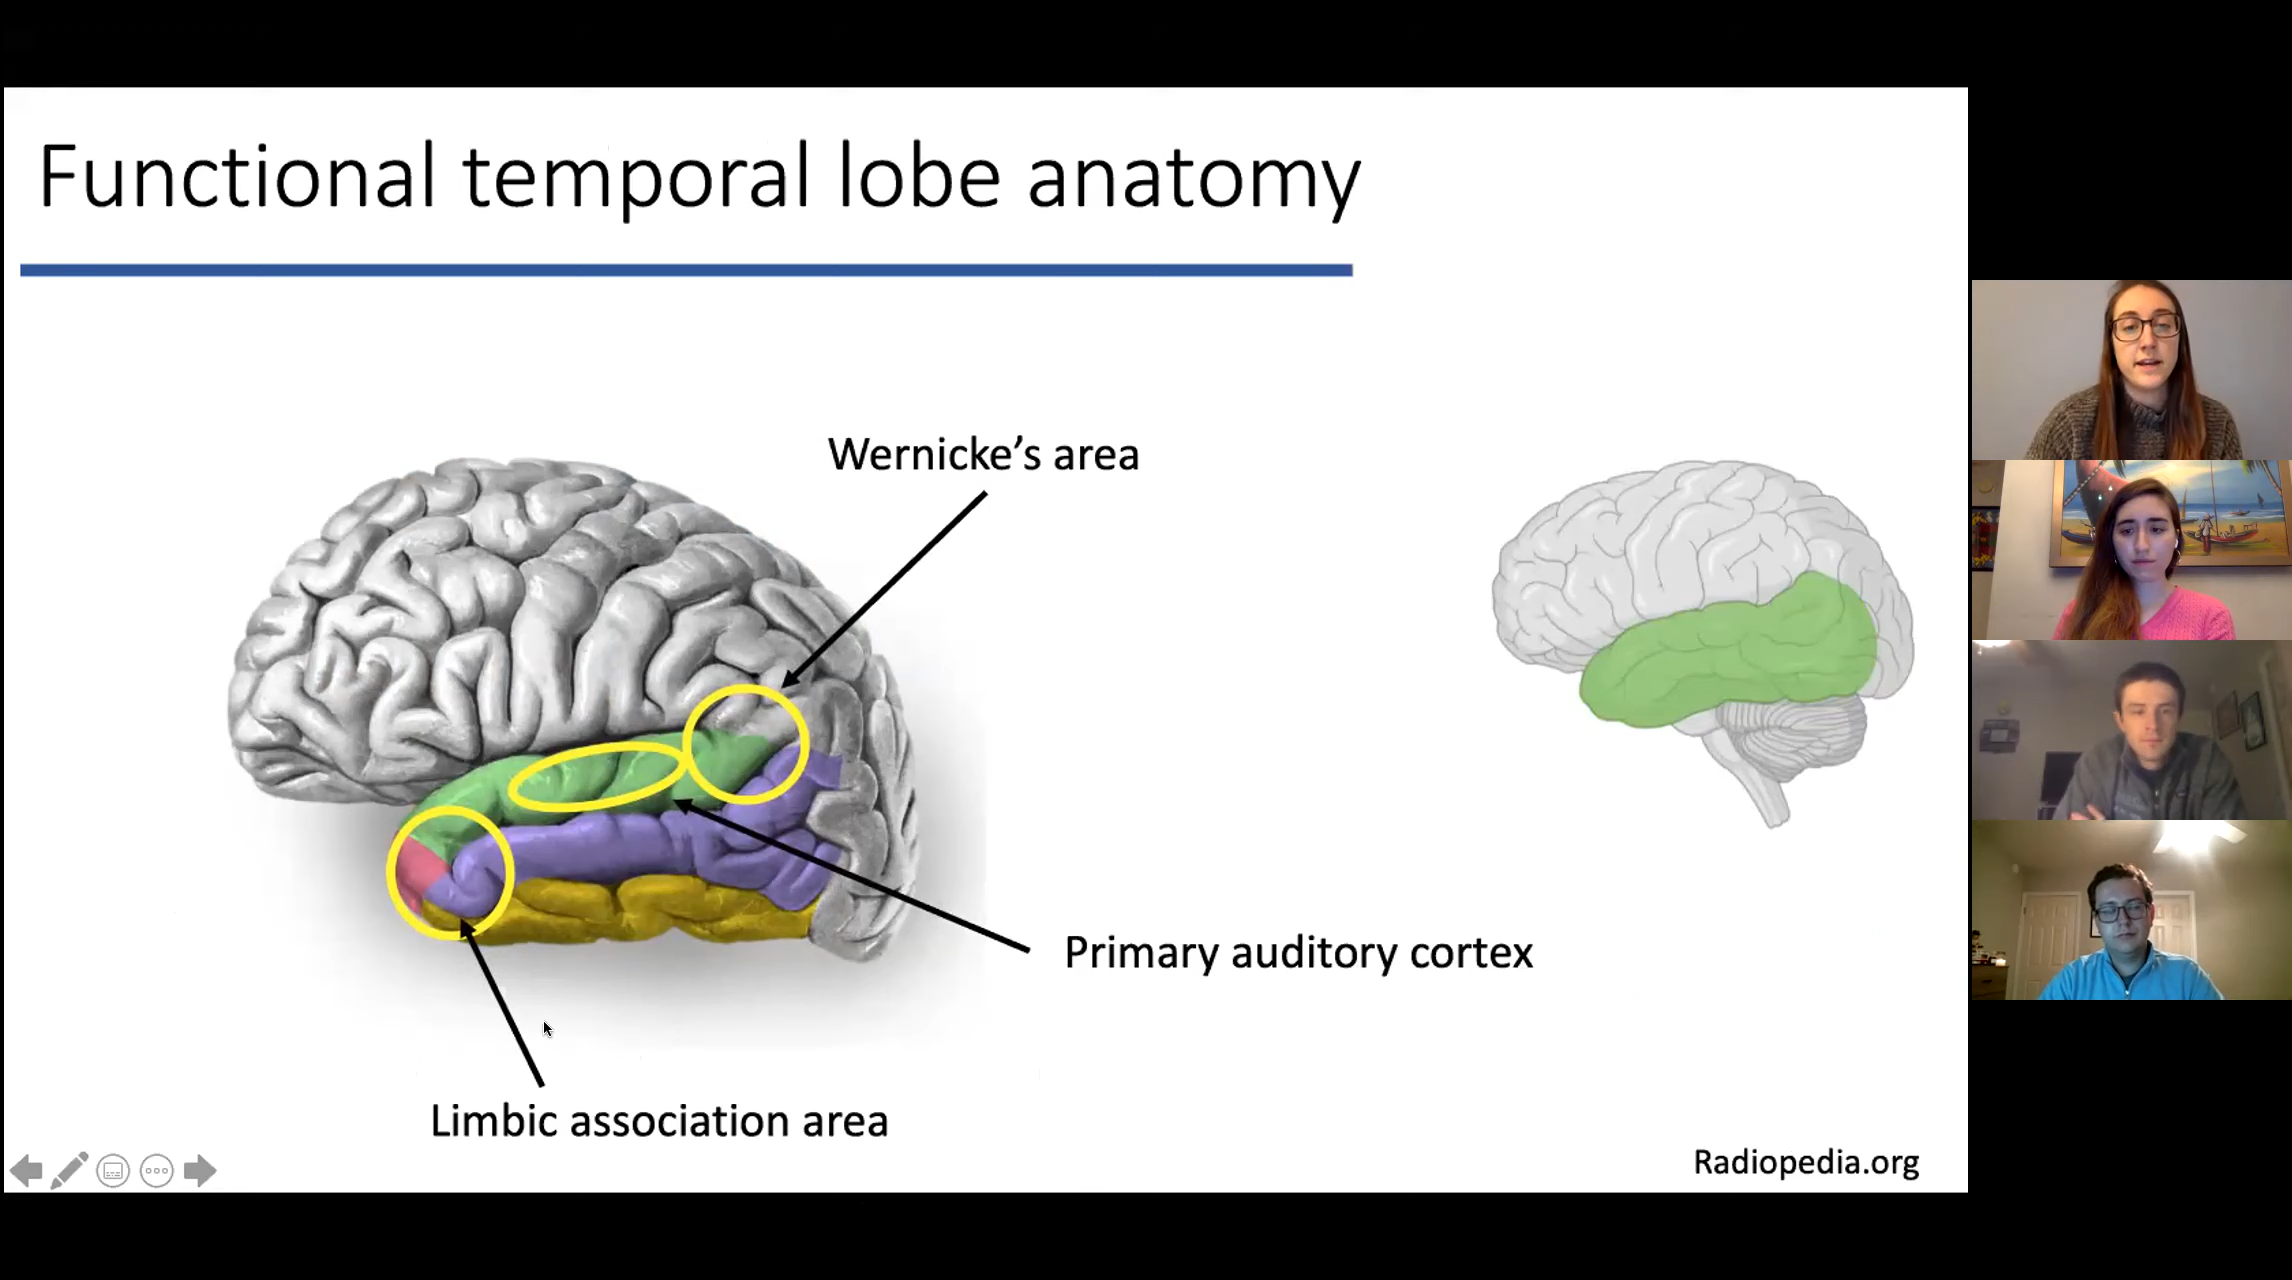 Functional temporal lobe anatomy
Wernicke’s area
Primary auditory cortex
Limbic association area
Radiopedia.org